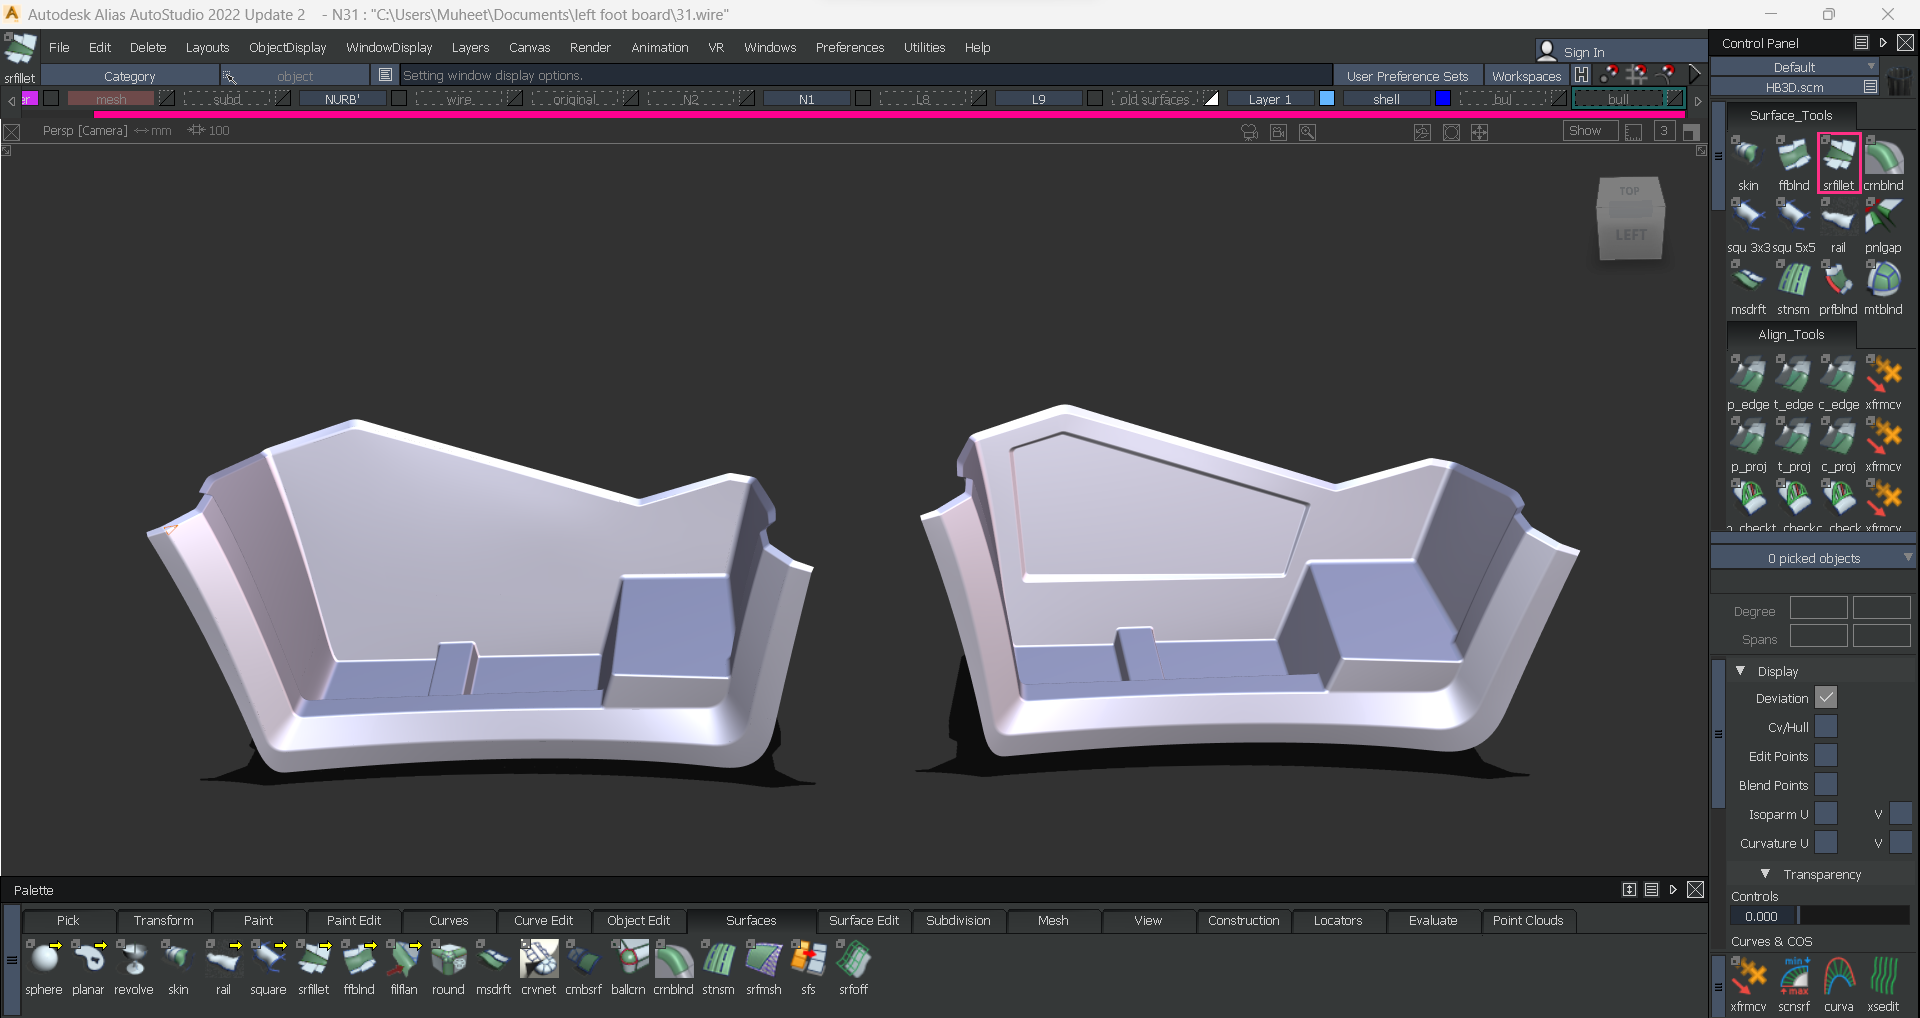 Autodesk Alias AutoStudio 2022 Update 2    - N31 : "C:\Users\Muheet\Documents\left foot board\31.wire"
File Edit Delete Layouts ObjectDisplay WindowDisplay Layers Canvas Render Animation VR Windows Preferences Utilities Help
Sign In
srfillet Category object Setting window display options. User Preference Sets Workspaces
mesh subd NURB' wire original N2 N1 L8 L9 old surfaces Layer 1 shell bul bull
Persp [Camera] mm 100 Show 3
TOP
LEFT
Control Panel
Default
HB3D.scm
Surface_Tools
skin ffblnd srfillet crnblnd
squ 3x3 squ 5x5 rail pnlgap
msdrft stnsm prfblnd mtblnd
Align_Tools
p_edge t_edge c_edge xfrmcv
p_proj t_proj c_proj xfrmcv
xfrmcv
0 picked objects
Degree
Spans
Display
Deviation
Cv/Hull
Edit Points
Blend Points
Isoparm U V
Curvature U V
Transparency
Controls
0.000
Curves & COS
min
max
xfrmcv scnsrf curva xsedit
Palette
Pick Transform Paint Paint Edit Curves Curve Edit Object Edit Surfaces Surface Edit Subdivision Mesh View Construction Locators Evaluate Point Clouds
sphere planar revolve skin rail square srfillet ffblnd filflan round msdrft crvnet cmbsrf ballcrn crnblnd stnsm srfmsh sfs srfoff